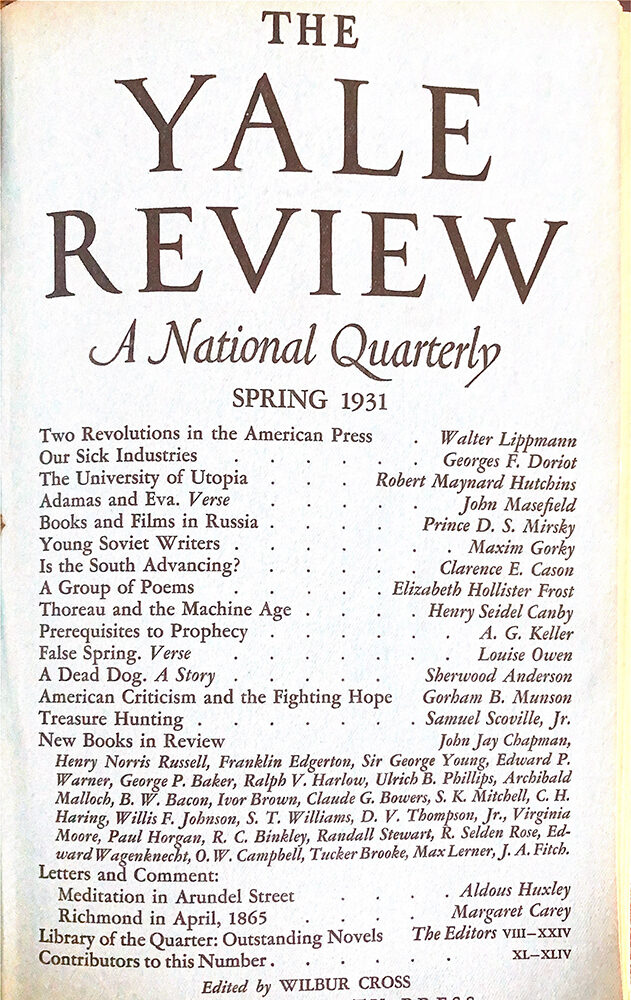 THE
YALE
REVIEW
A National Quarterly
SPRING 1931
Two Revolutions in the American Press . Walter Lippmann
Our Sick Industries . . . . . . Georges F. Doriot
The University of Utopia . . . . Robert Maynard Hutchins
Adamas and Eva. Verse . . . . . John Masefield
Books and Films in Russia . . . . Prince D. S. Mirsky
Young Soviet Writers . . . . . . . Maxim Gorky
Is the South Advancing? . . . . . Clarence E. Cason
A Group of Poems . . . . . Elizabeth Hollister Frost
Thoreau and the Machine Age . . . . Henry Seidel Canby
Prerequisites to Prophecy . . . . . . A. G. Keller
False Spring. Verse . . . . . . . Louise Owen
A Dead Dog. A Story . . . . . . Sherwood Anderson
American Criticism and the Fighting Hope Gorham B. Munson
Treasure Hunting . . . . . . . Samuel Scoville, Jr.
New Books in Review John Jay Chapman,
Henry Norris Russell, Franklin Edgerton, Sir George Young, Edward P.
Warner, George P. Baker, Ralph V. Harlow, Ulrich B. Phillips, Archibald
Malloch, B. W. Bacon, Ivor Brown, Claude G. Bowers, S. K. Mitchell, C. H.
Haring, Willis F. Johnson, S. T. Williams, D. V. Thompson, Jr., Virginia
Moore, Paul Horgan, R. C. Binkley, Randall Stewart, R. Selden Rose, Ed-
ward Wagenknecht, O. W. Campbell, Tucker Brooke, Max Lerner, J. A. Fitch.
Letters and Comment:
Meditation in Arundel Street . . . . Aldous Huxley
Richmond in April, 1865 . . . . Margaret Carey
Library of the Quarter: Outstanding Novels The Editors VIII–XXIV
Contributors to this Number . . . . . . XL–XLIV
Edited by WILBUR CROSS
PRESS